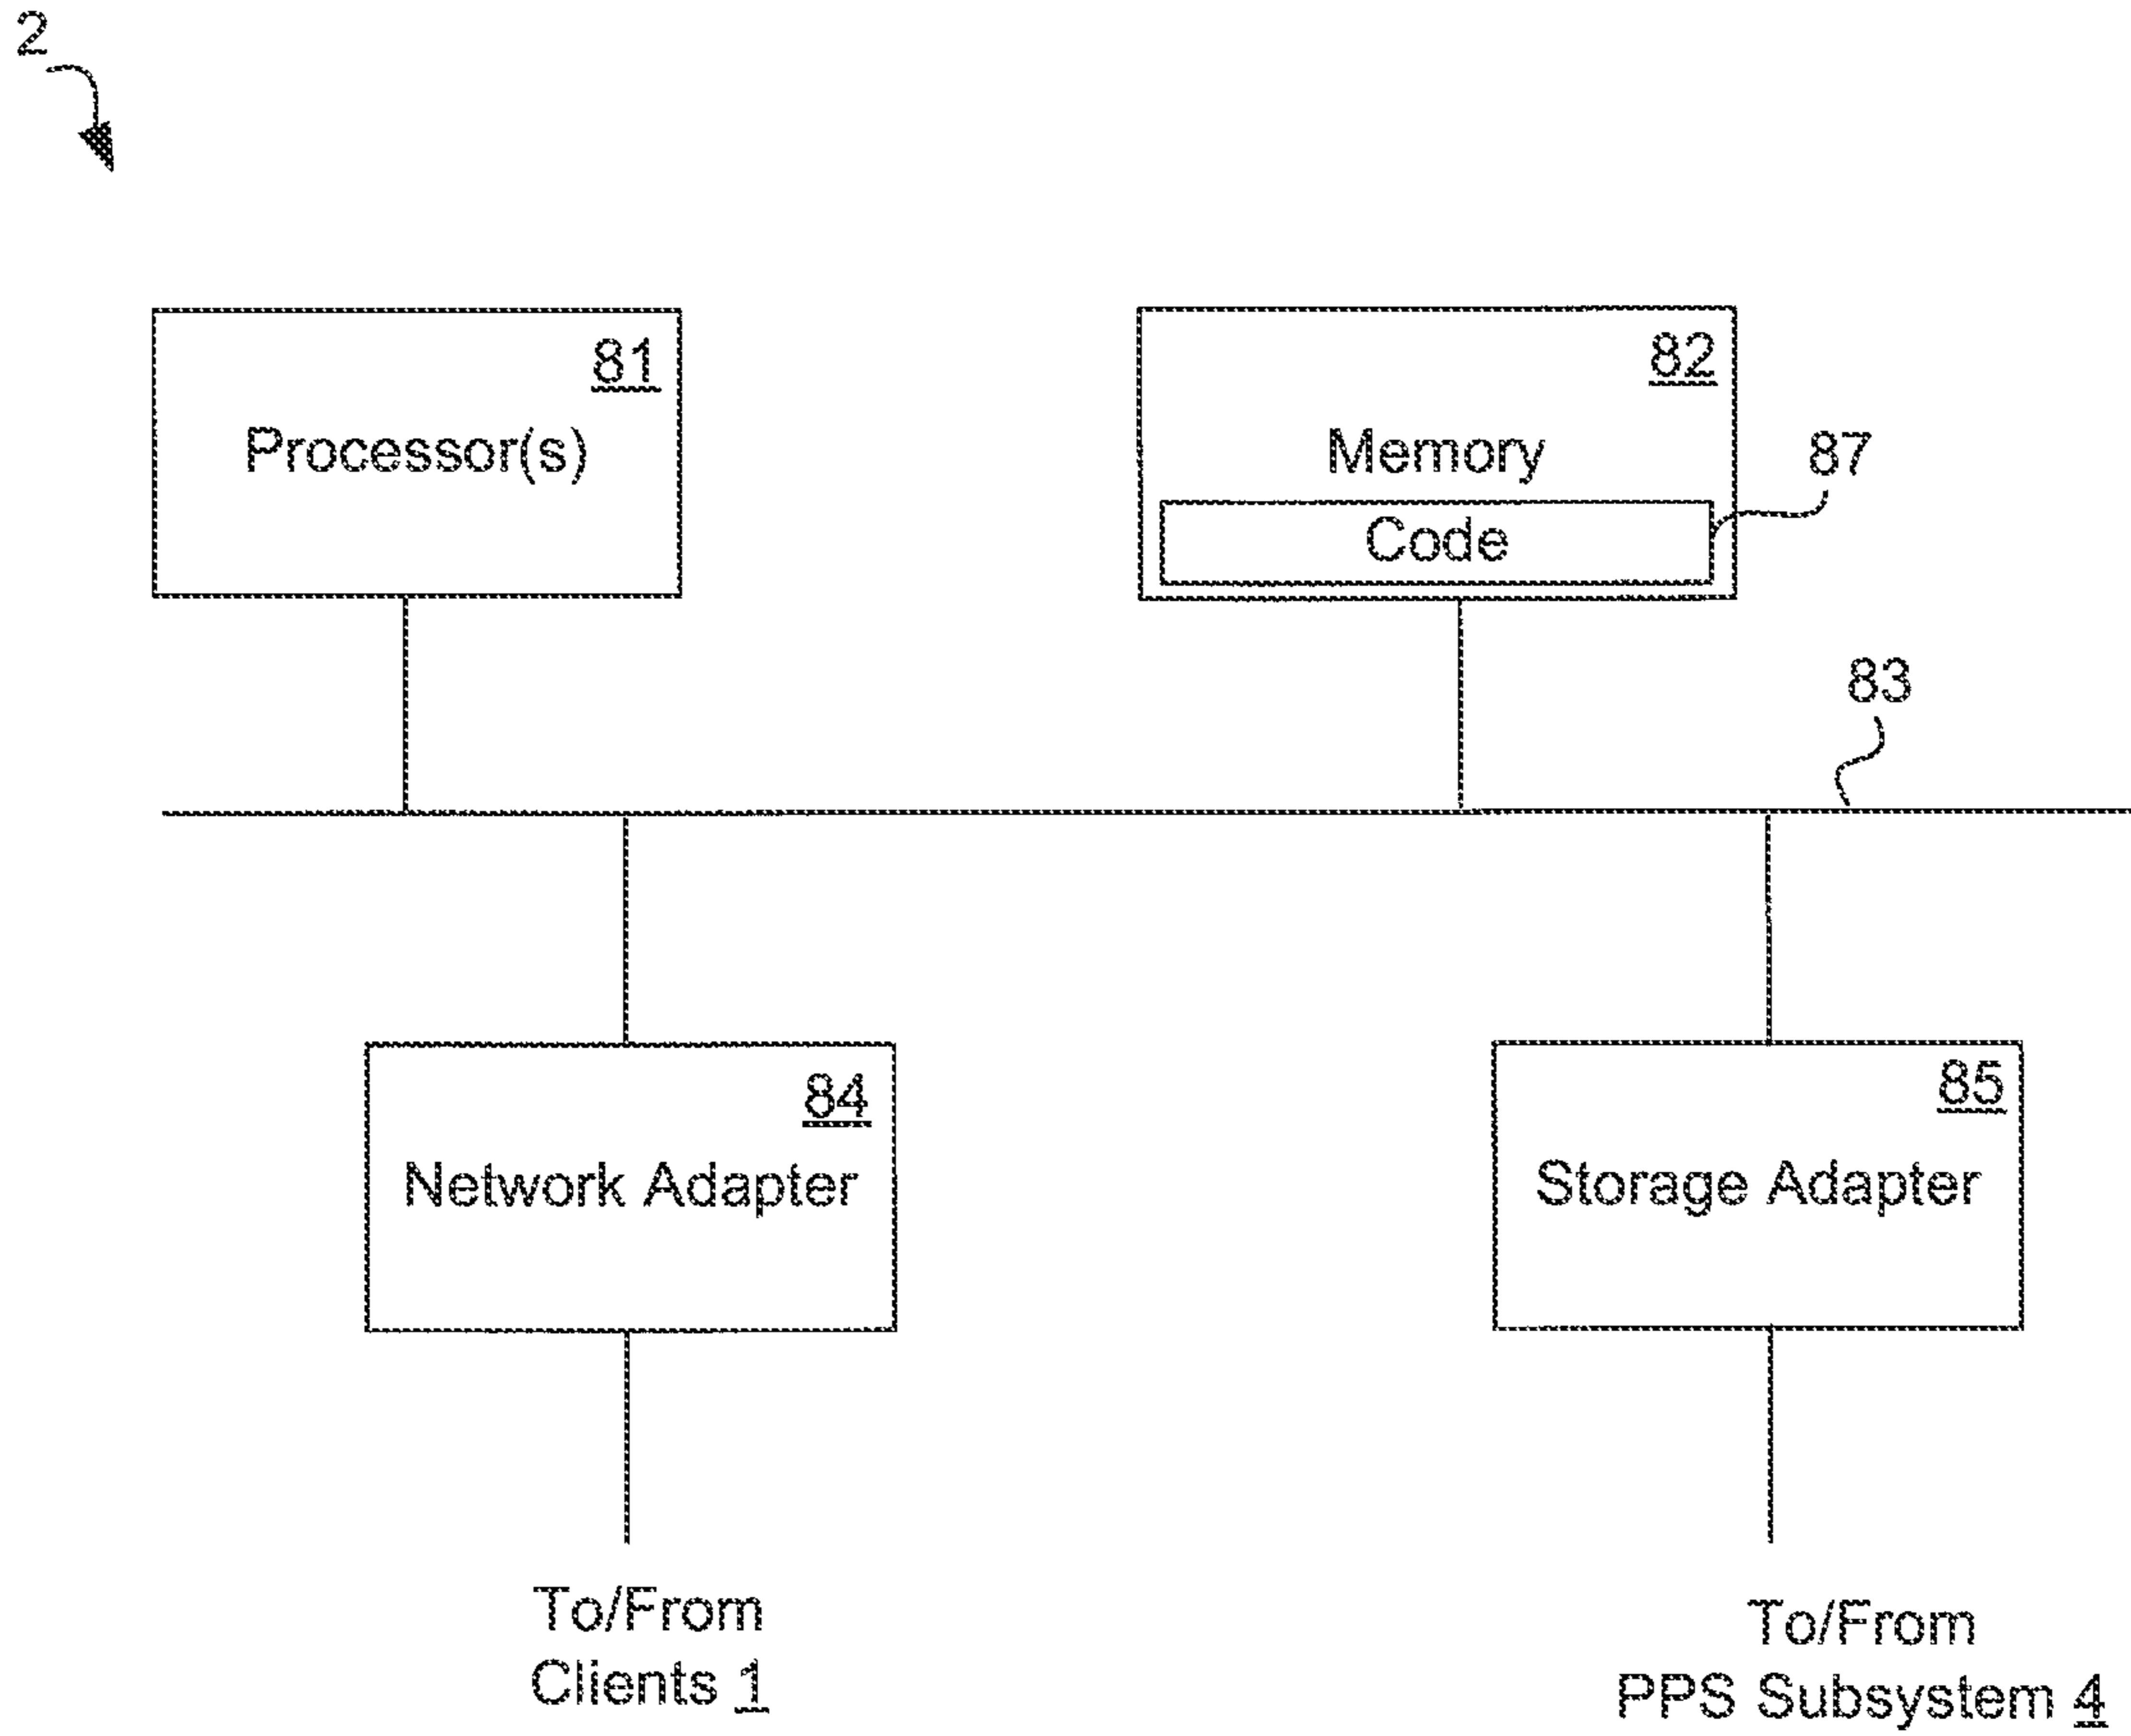 2
81
Processor(s)
82
Memory
87
Code
83
84
Network Adapter
85
Storage Adapter
To/From
Clients 1
To/From
PPS Subsystem 4